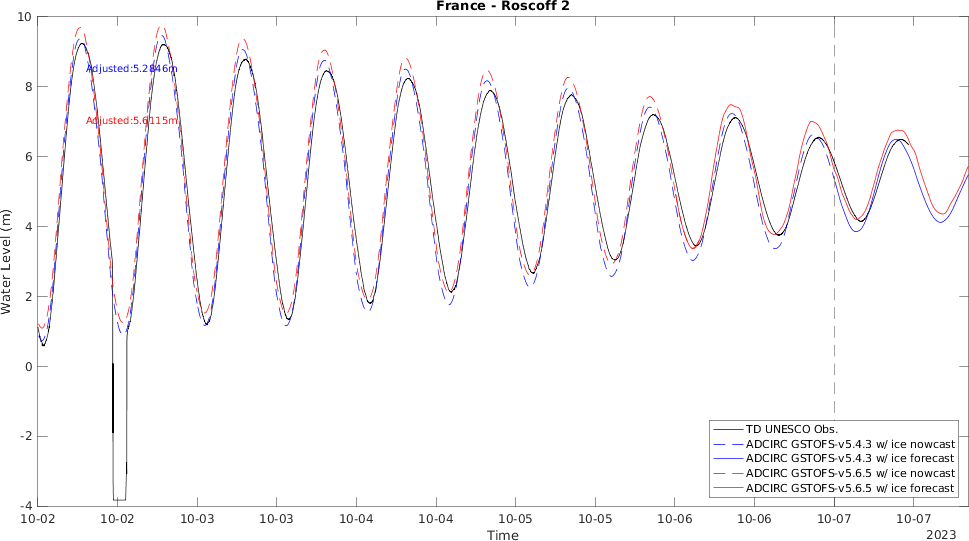 France - Roscoff 2
10
8
6
4
2
0
-2
-4
Water Level (m)
Adjusted:5.2846m
Adjusted:5.6115m
TD UNESCO Obs.
ADCIRC GSTOFS-v5.4.3 w/ ice nowcast
ADCIRC GSTOFS-v5.4.3 w/ ice forecast
ADCIRC GSTOFS-v5.6.5 w/ ice nowcast
ADCIRC GSTOFS-v5.6.5 w/ ice forecast
10-02 10-02 10-03 10-03 10-04 10-04 10-05 10-05 10-06 10-06 10-07 10-07
Time
2023